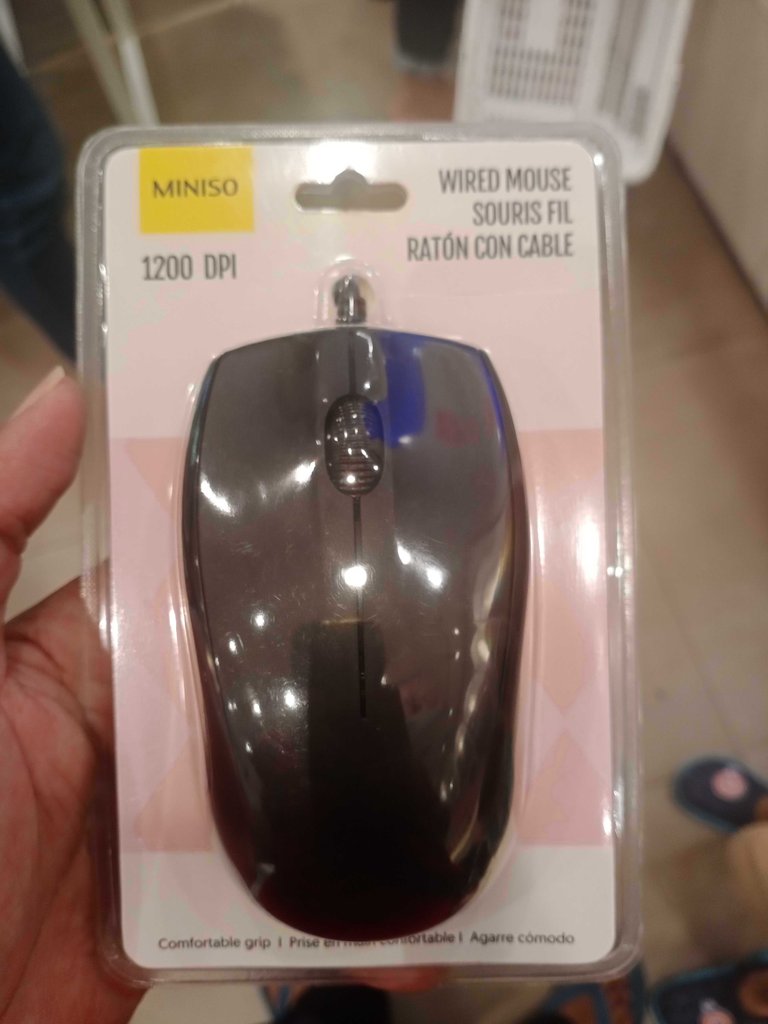 MINISO
WIRED MOUSE
SOURIS FIL
RATÓN CON CABLE
1200 DPI
Comfortable grip I Prise en main confortable I Agarre cómodo